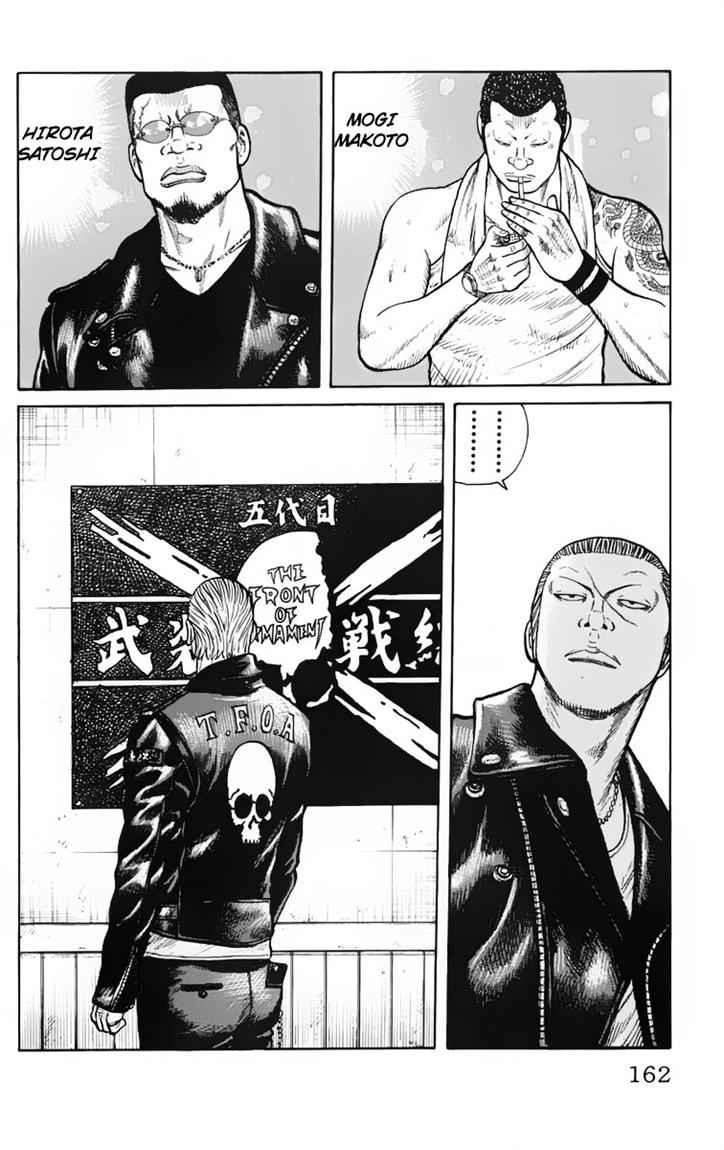 MOGI
MAKOTO
HIROTA
SATOSHI
五代目
THE
FRONT
OF
武
戦
T.F.O.A
162